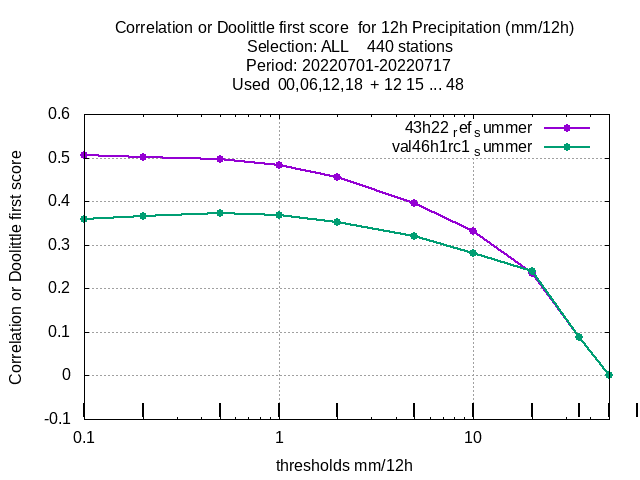 Correlation or Doolittle first score  for 12h Precipitation (mm/12h)
Selection: ALL    440 stations
Period: 20220701-20220717
Used  00,06,12,18  + 12 15 ... 48
Correlation or Doolittle first score
0.6
0.5
0.4
0.3
0.2
0.1
0
-0.1
43h22 ref summer
val46h1rc1 summer
0.1
1
10
thresholds mm/12h